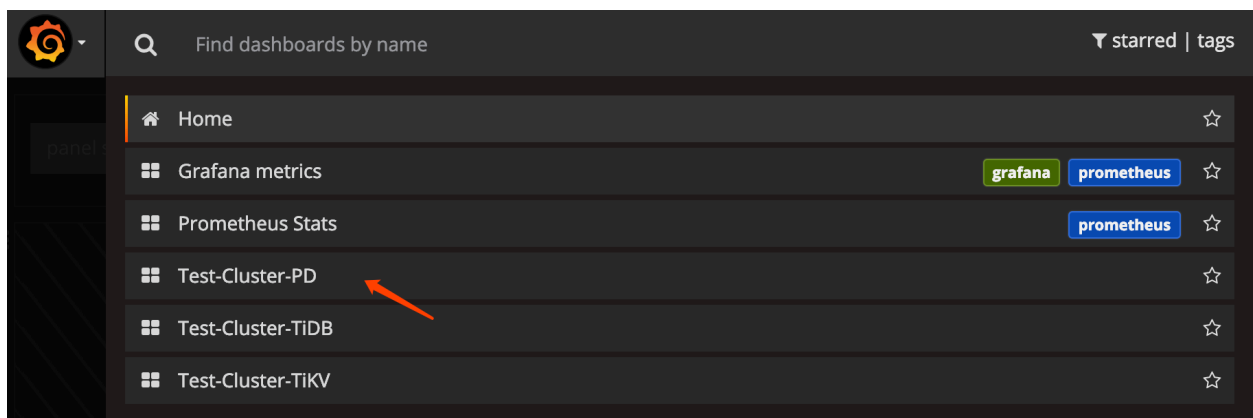 Find dashboards by name
starred | tags
Home
panel s
Grafana metrics grafana prometheus
Prometheus Stats prometheus
Test-Cluster-PD
Test-Cluster-TiDB
Test-Cluster-TiKV